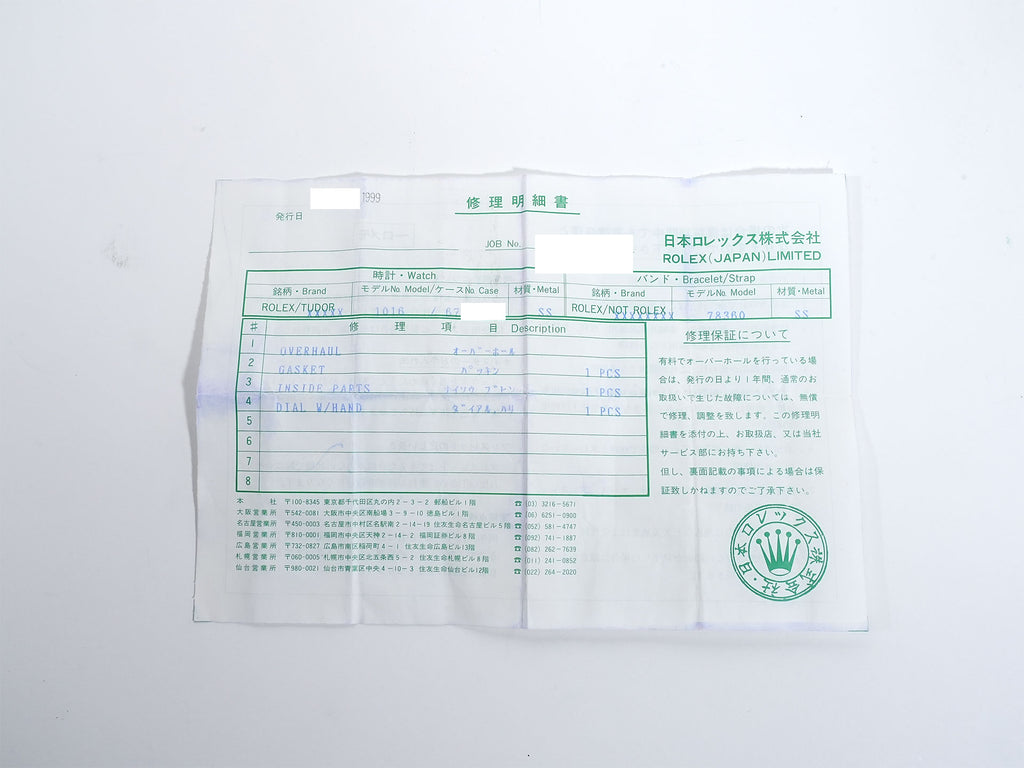 1999
修理明細書
発行日
JOB No.
日本ロレックス株式会社
ROLEX(JAPAN)LIMITED
時計・Watch
バンド・Bracelet/Strap
銘柄・Brand モデルNo. Model/ケースNo. Case 材質・Metal 銘柄・Brand モデルNo. Model 材質・Metal
ROLEX/TUDOR XXXXX 1016 / 67 SS ROLEX/NOT ROLEX XXXXXXXX 78360 SS
# 修理項目 Description
1 OVERHAUL オーバーホール
2 GASKET パッキン 1 PCS
3 INSIDE PARTS 1 PCS
4 DIAL W/HAND ダイアル,ハリ 1 PCS
5
6
7
8
修理保証について
有料でオーバーホールを行っている場
合は、発行の日より1年間、通常のお
取扱いで生じた故障については、無償
で修理、調整を致します。この修理明
細書を添付の上、お取扱店、又は当社
サービス部にお持ち下さい。
但し、裏面記載の事項による場合は保
証致しかねますのでご了承下さい。
本社 〒100-8345 東京都千代田区丸の内2-3-2 郵船ビル1階 ☎(03) 3216-5671
大阪営業所 〒542-0081 大阪市中央区南船場3-9-10 徳島ビル1階 ☎(06) 6251-0900
名古屋営業所 〒450-0003 名古屋市中村区名駅南2-14-19 住友生命名古屋ビル5階 ☎(052) 581-4747
福岡営業所 〒810-0001 福岡市中央区天神2-14-2 福岡証券ビル8階 ☎(092) 741-1887
広島営業所 〒732-0827 広島市南区稲荷町4-1 住友生命広島ビル13階 ☎(082) 262-7639
札幌営業所 〒060-0005 札幌市中央区北五条西5-2 住友生命札幌ビル8階 ☎(011) 241-0852
仙台営業所 〒980-0021 仙台市青葉区中央4-10-3 住友生命仙台ビル12階 ☎(022) 264-2020
日本ロレックス株式会社・